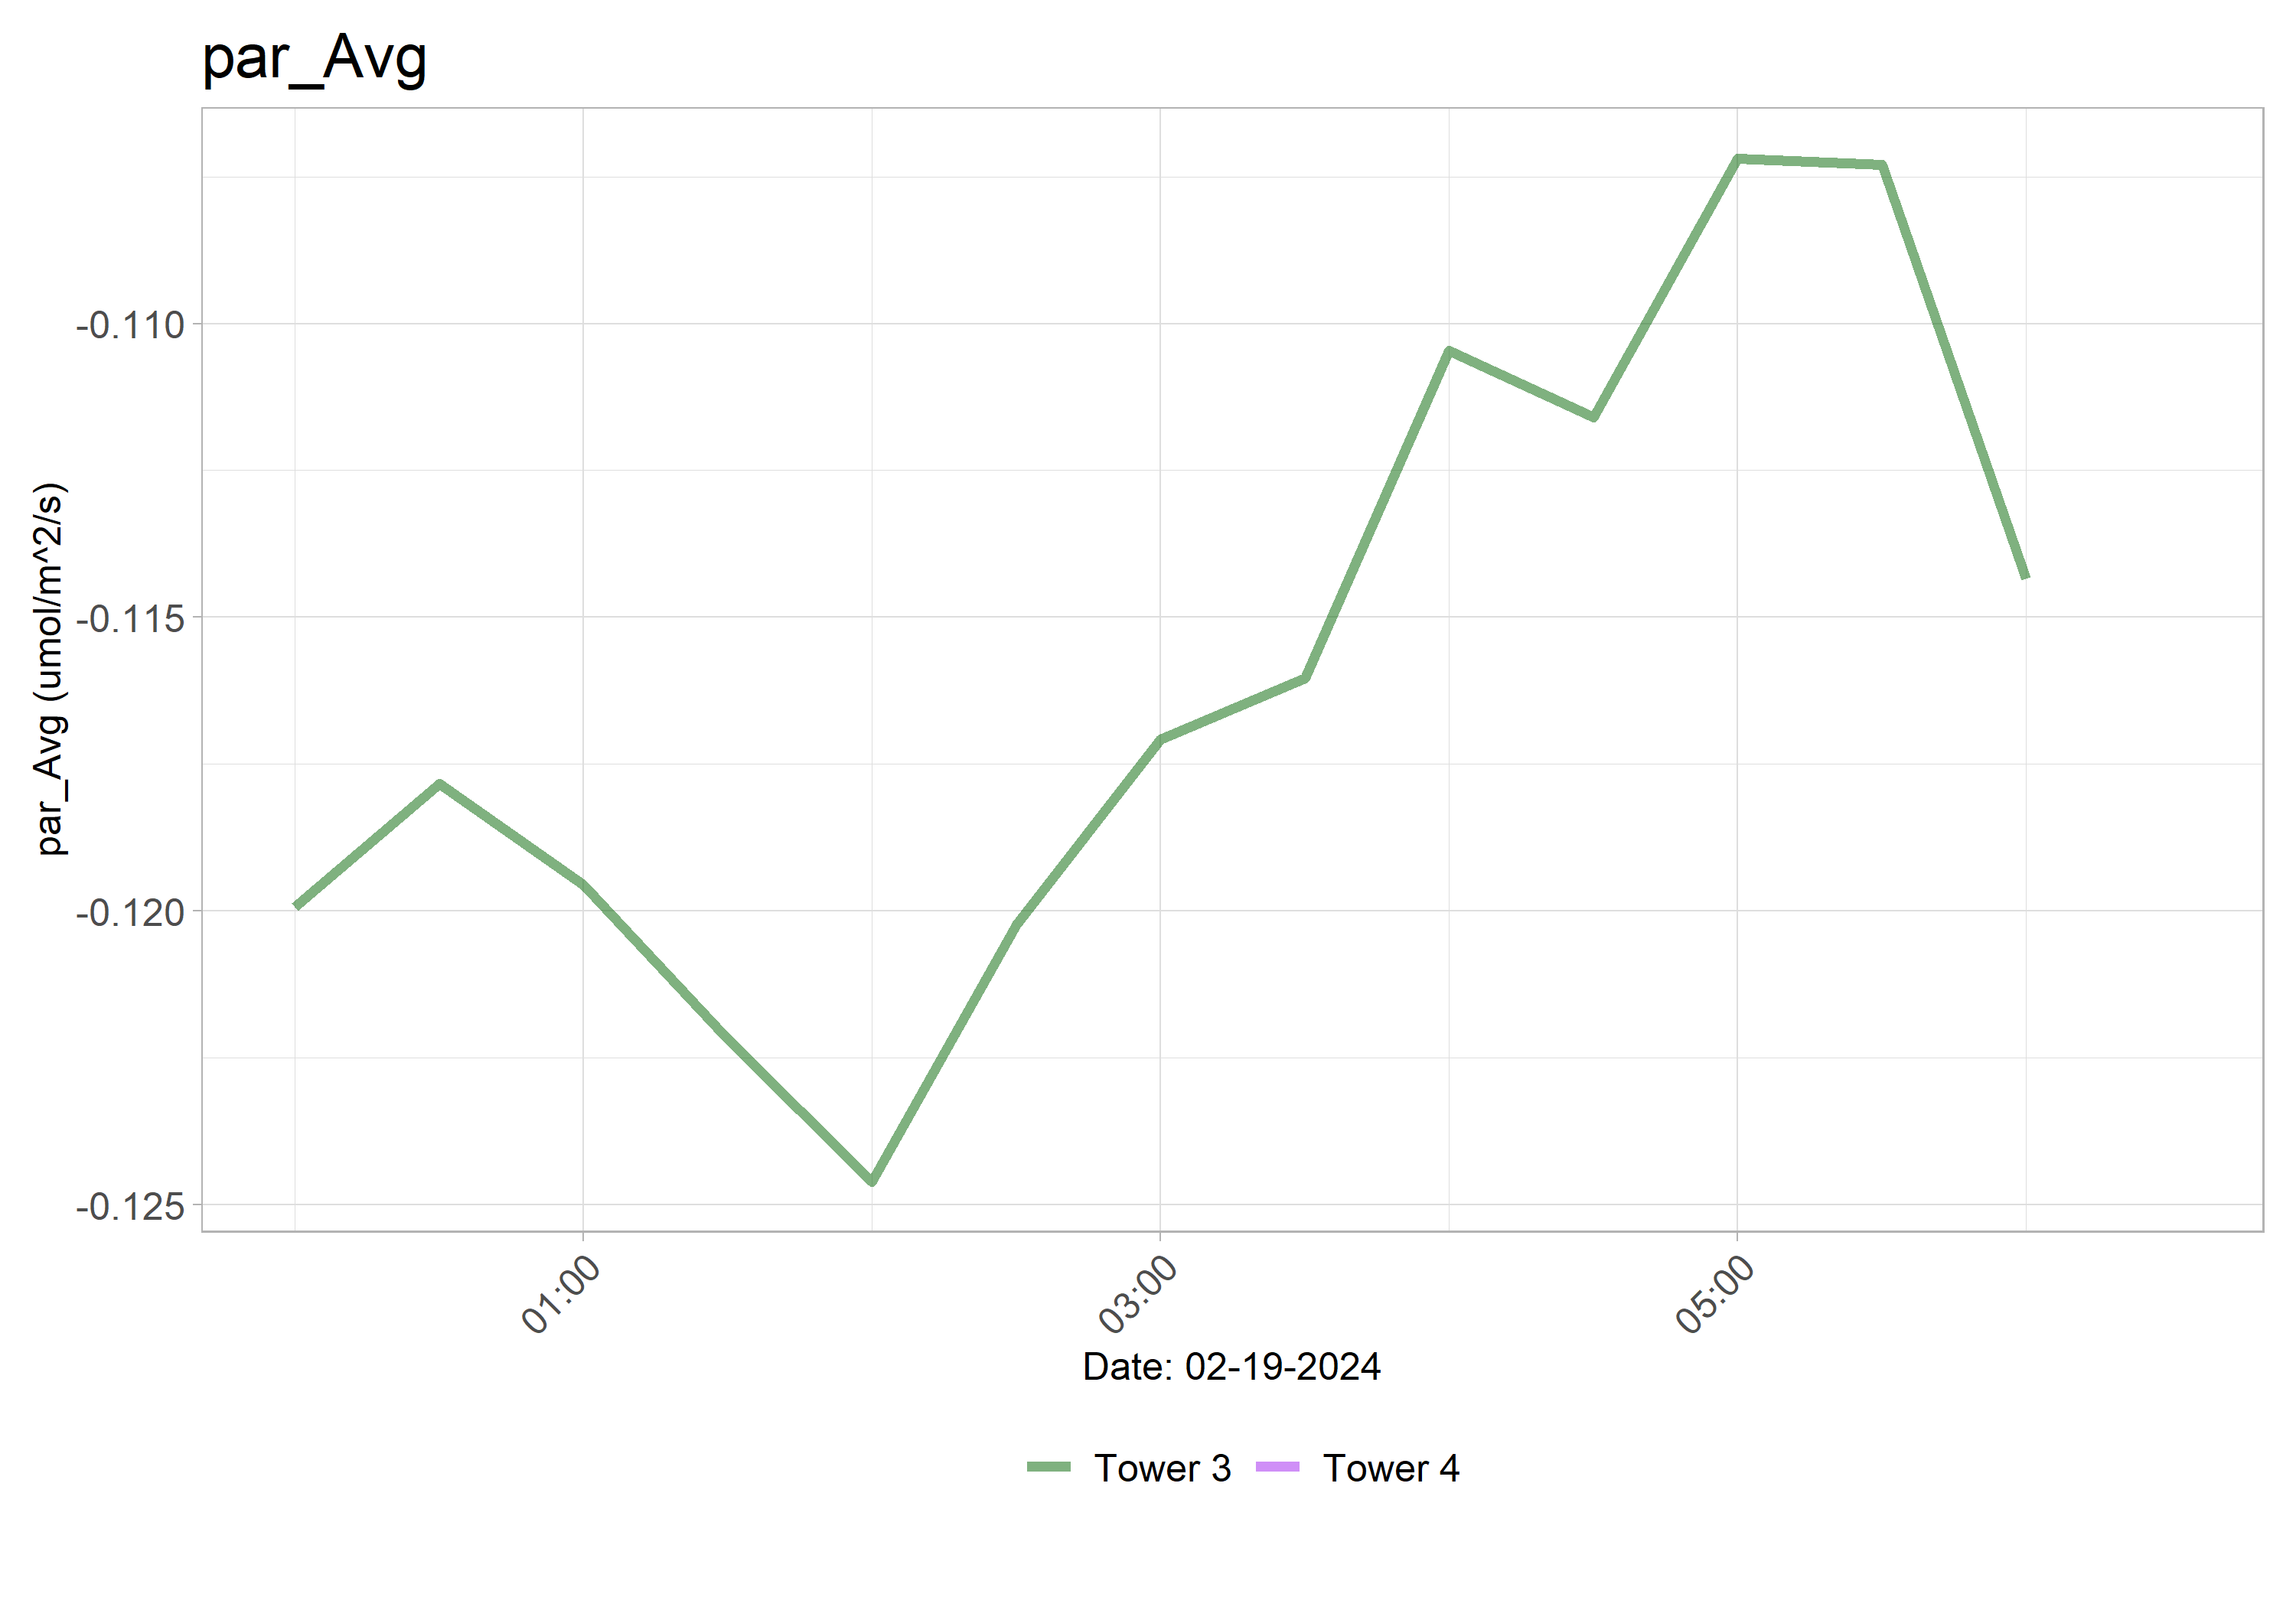 par_Avg
par_Avg (umol/m^2/s)
-0.110
-0.115
-0.120
-0.125
01:00
03:00
05:00
Date: 02-19-2024
Tower 3
Tower 4